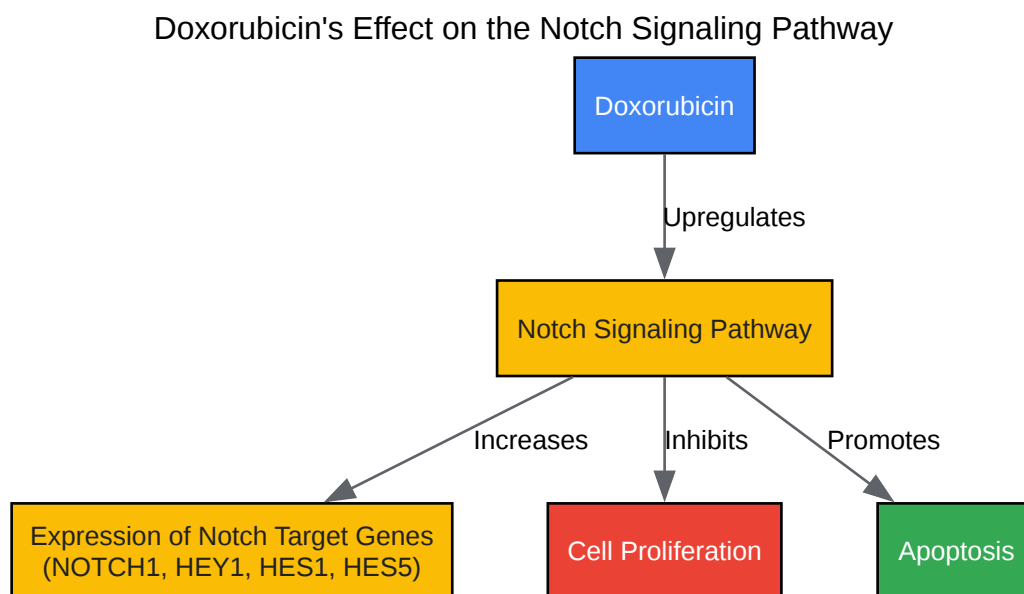 Doxorubicin's Effect on the Notch Signaling Pathway
Doxorubicin
Upregulates
Notch Signaling Pathway
Increases
Inhibits
Promotes
Expression of Notch Target Genes
(NOTCH1, HEY1, HES1, HES5)
Cell Proliferation
Apoptosis